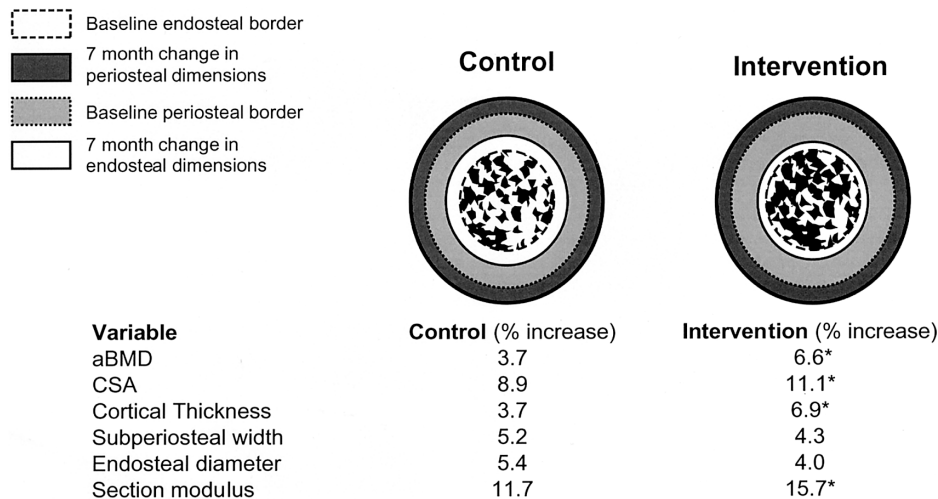 Baseline endosteal border
7 month change in
periosteal dimensions
Baseline periosteal border
7 month change in
endosteal dimensions
Control
Intervention
Variable Control (% increase) Intervention (% increase)
aBMD 3.7 6.6*
CSA 8.9 11.1*
Cortical Thickness 3.7 6.9*
Subperiosteal width 5.2 4.3
Endosteal diameter 5.4 4.0
Section modulus 11.7 15.7*